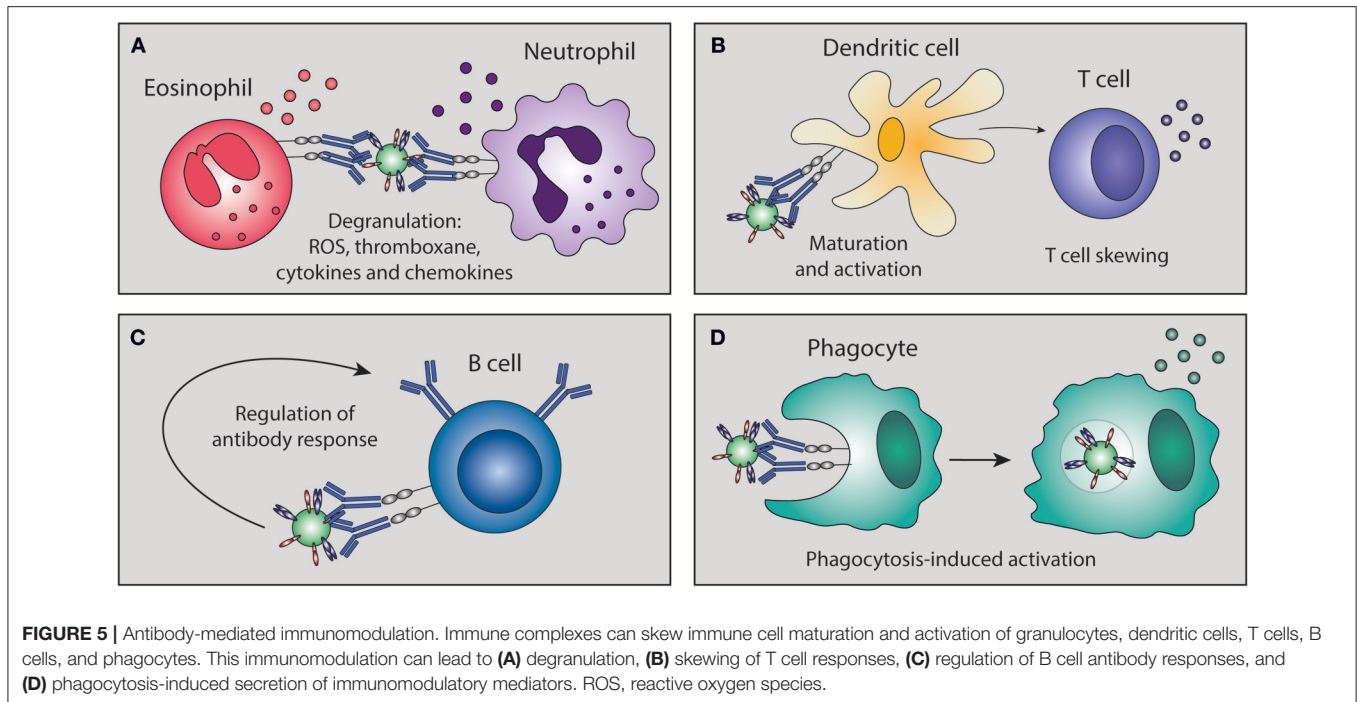 A
Eosinophil
Neutrophil
Degranulation:
ROS, thromboxane,
cytokines and chemokines
B
Dendritic cell
T cell
Maturation
and activation
T cell skewing
C
B cell
Regulation of
antibody response
D
Phagocyte
Phagocytosis-induced activation
FIGURE 5 | Antibody-mediated immunomodulation. Immune complexes can skew immune cell maturation and activation of granulocytes, dendritic cells, T cells, B
cells, and phagocytes. This immunomodulation can lead to (A) degranulation, (B) skewing of T cell responses, (C) regulation of B cell antibody responses, and
(D) phagocytosis-induced secretion of immunomodulatory mediators. ROS, reactive oxygen species.